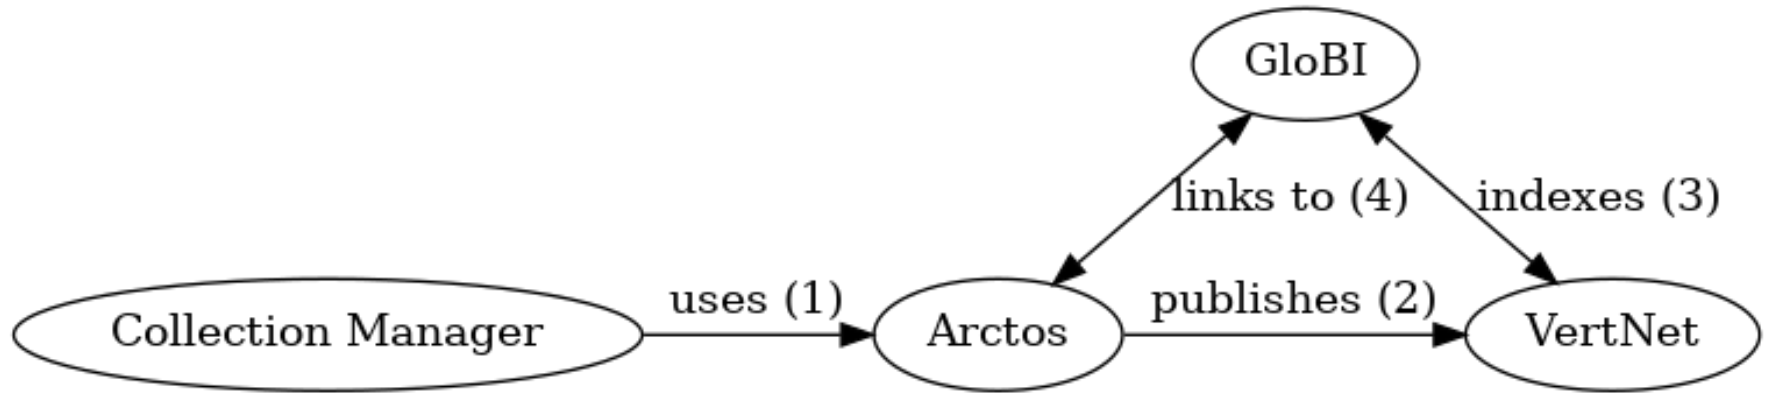 GloBI
links to (4)
indexes (3)
uses (1)
publishes (2)
Collection Manager
Arctos
VertNet